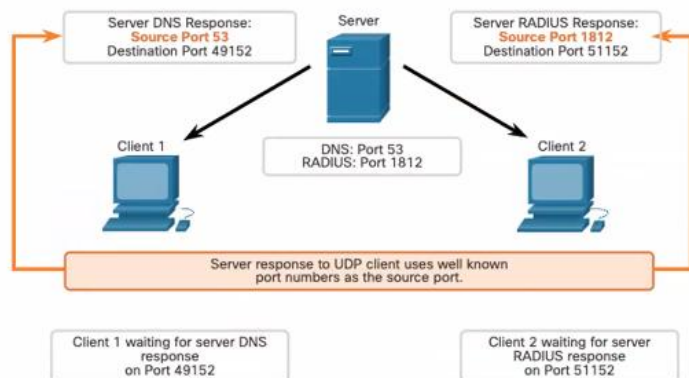 Server DNS Response:
Source Port 53
Destination Port 49152
Server
Server RADIUS Response:
Source Port 1812
Destination Port 51152
Client 1
DNS: Port 53
RADIUS: Port 1812
Client 2
Server response to UDP client uses well known
port numbers as the source port.
Client 1 waiting for server DNS
response
on Port 49152
Client 2 waiting for server
RADIUS response
on Port 51152